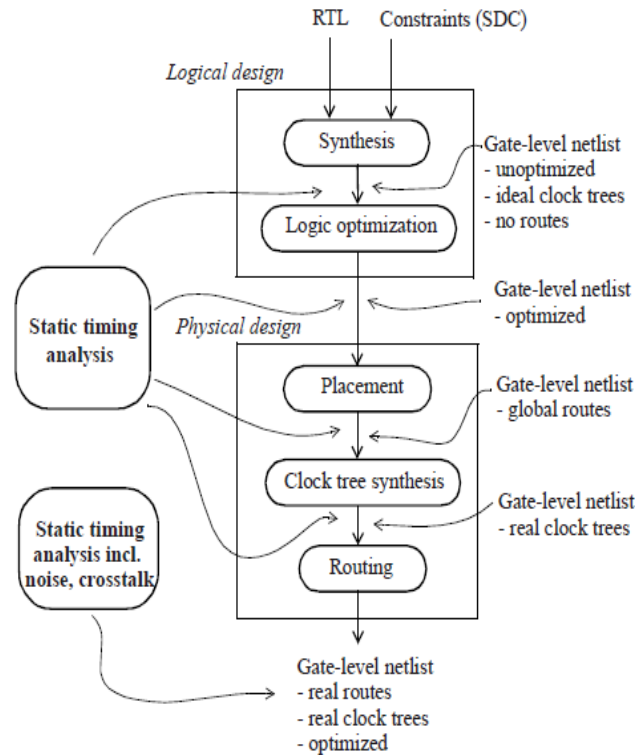 RTL
Constraints (SDC)
Logical design
Synthesis
Gate-level netlist
- unoptimized
- ideal clock trees
- no routes
Logic optimization
Gate-level netlist
- optimized
Static timing
analysis
Physical design
Placement
Gate-level netlist
- global routes
Clock tree synthesis
Gate-level netlist
- real clock trees
Static timing
analysis incl.
noise, crosstalk
Routing
Gate-level netlist
- real routes
- real clock trees
- optimized